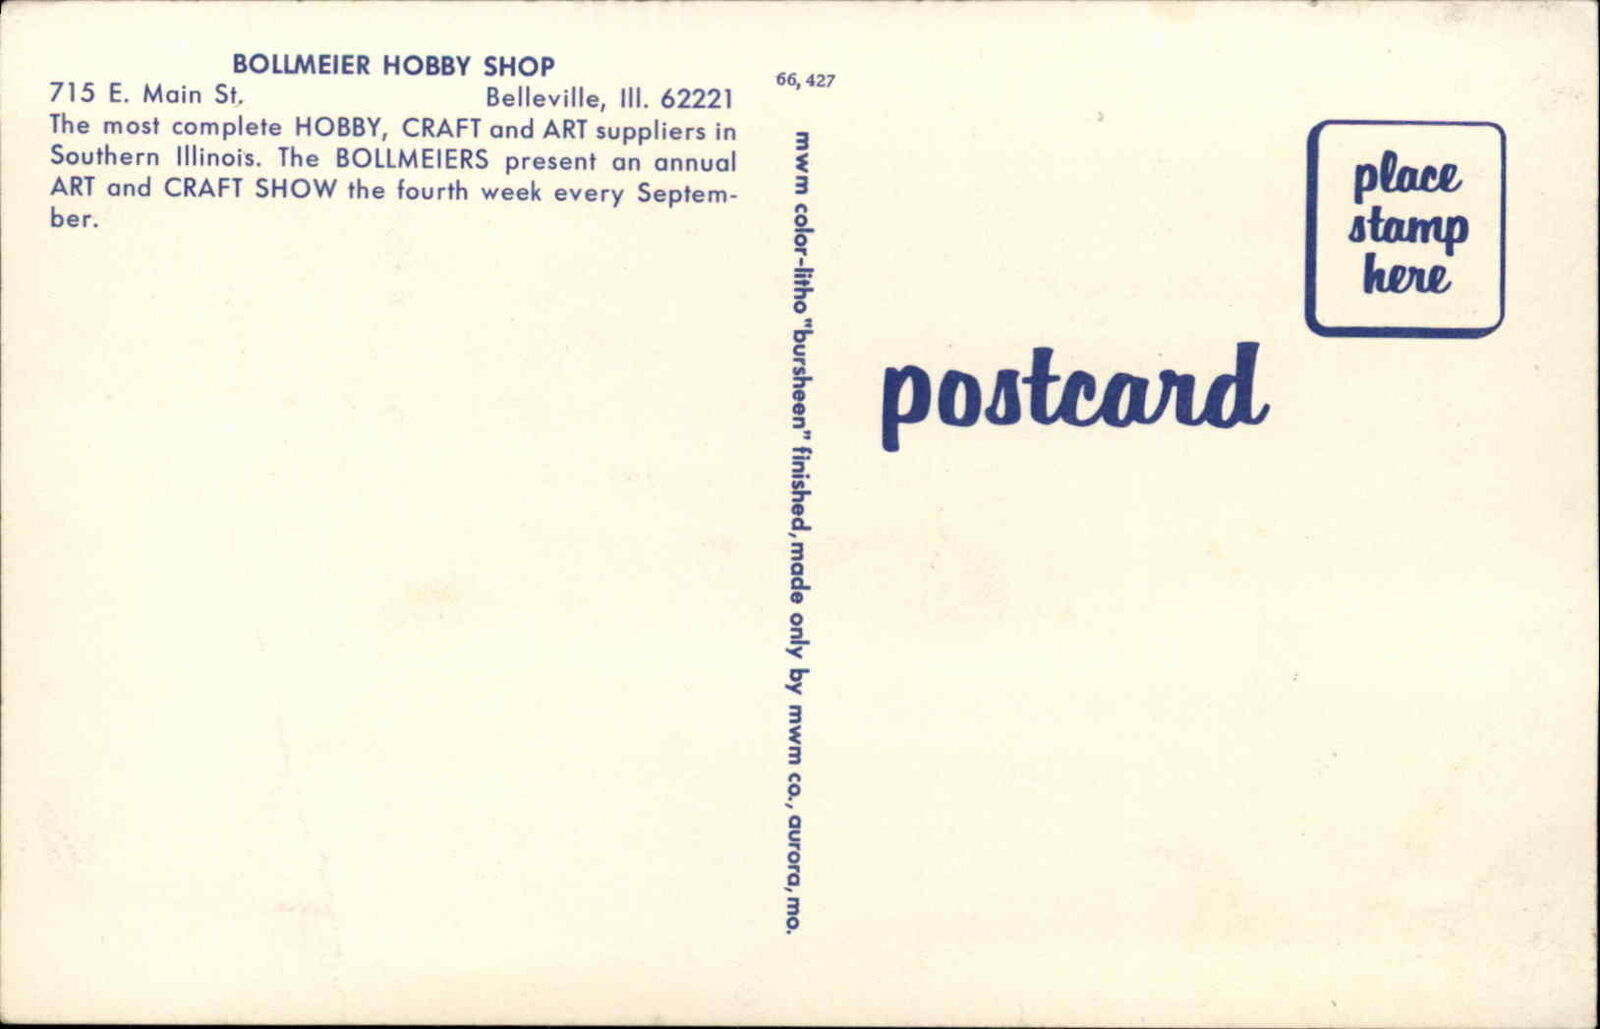 BOLLMEIER HOBBY SHOP
715 E. Main St. Belleville, Ill. 62221
The most complete HOBBY, CRAFT and ART suppliers in
Southern Illinois. The BOLLMEIERS present an annual
ART and CRAFT SHOW the fourth week every Septem-
ber.
66, 427
mwm color-litho "bursheen" finished, made only by mwm co., aurora, mo.
place
stamp
here
postcard